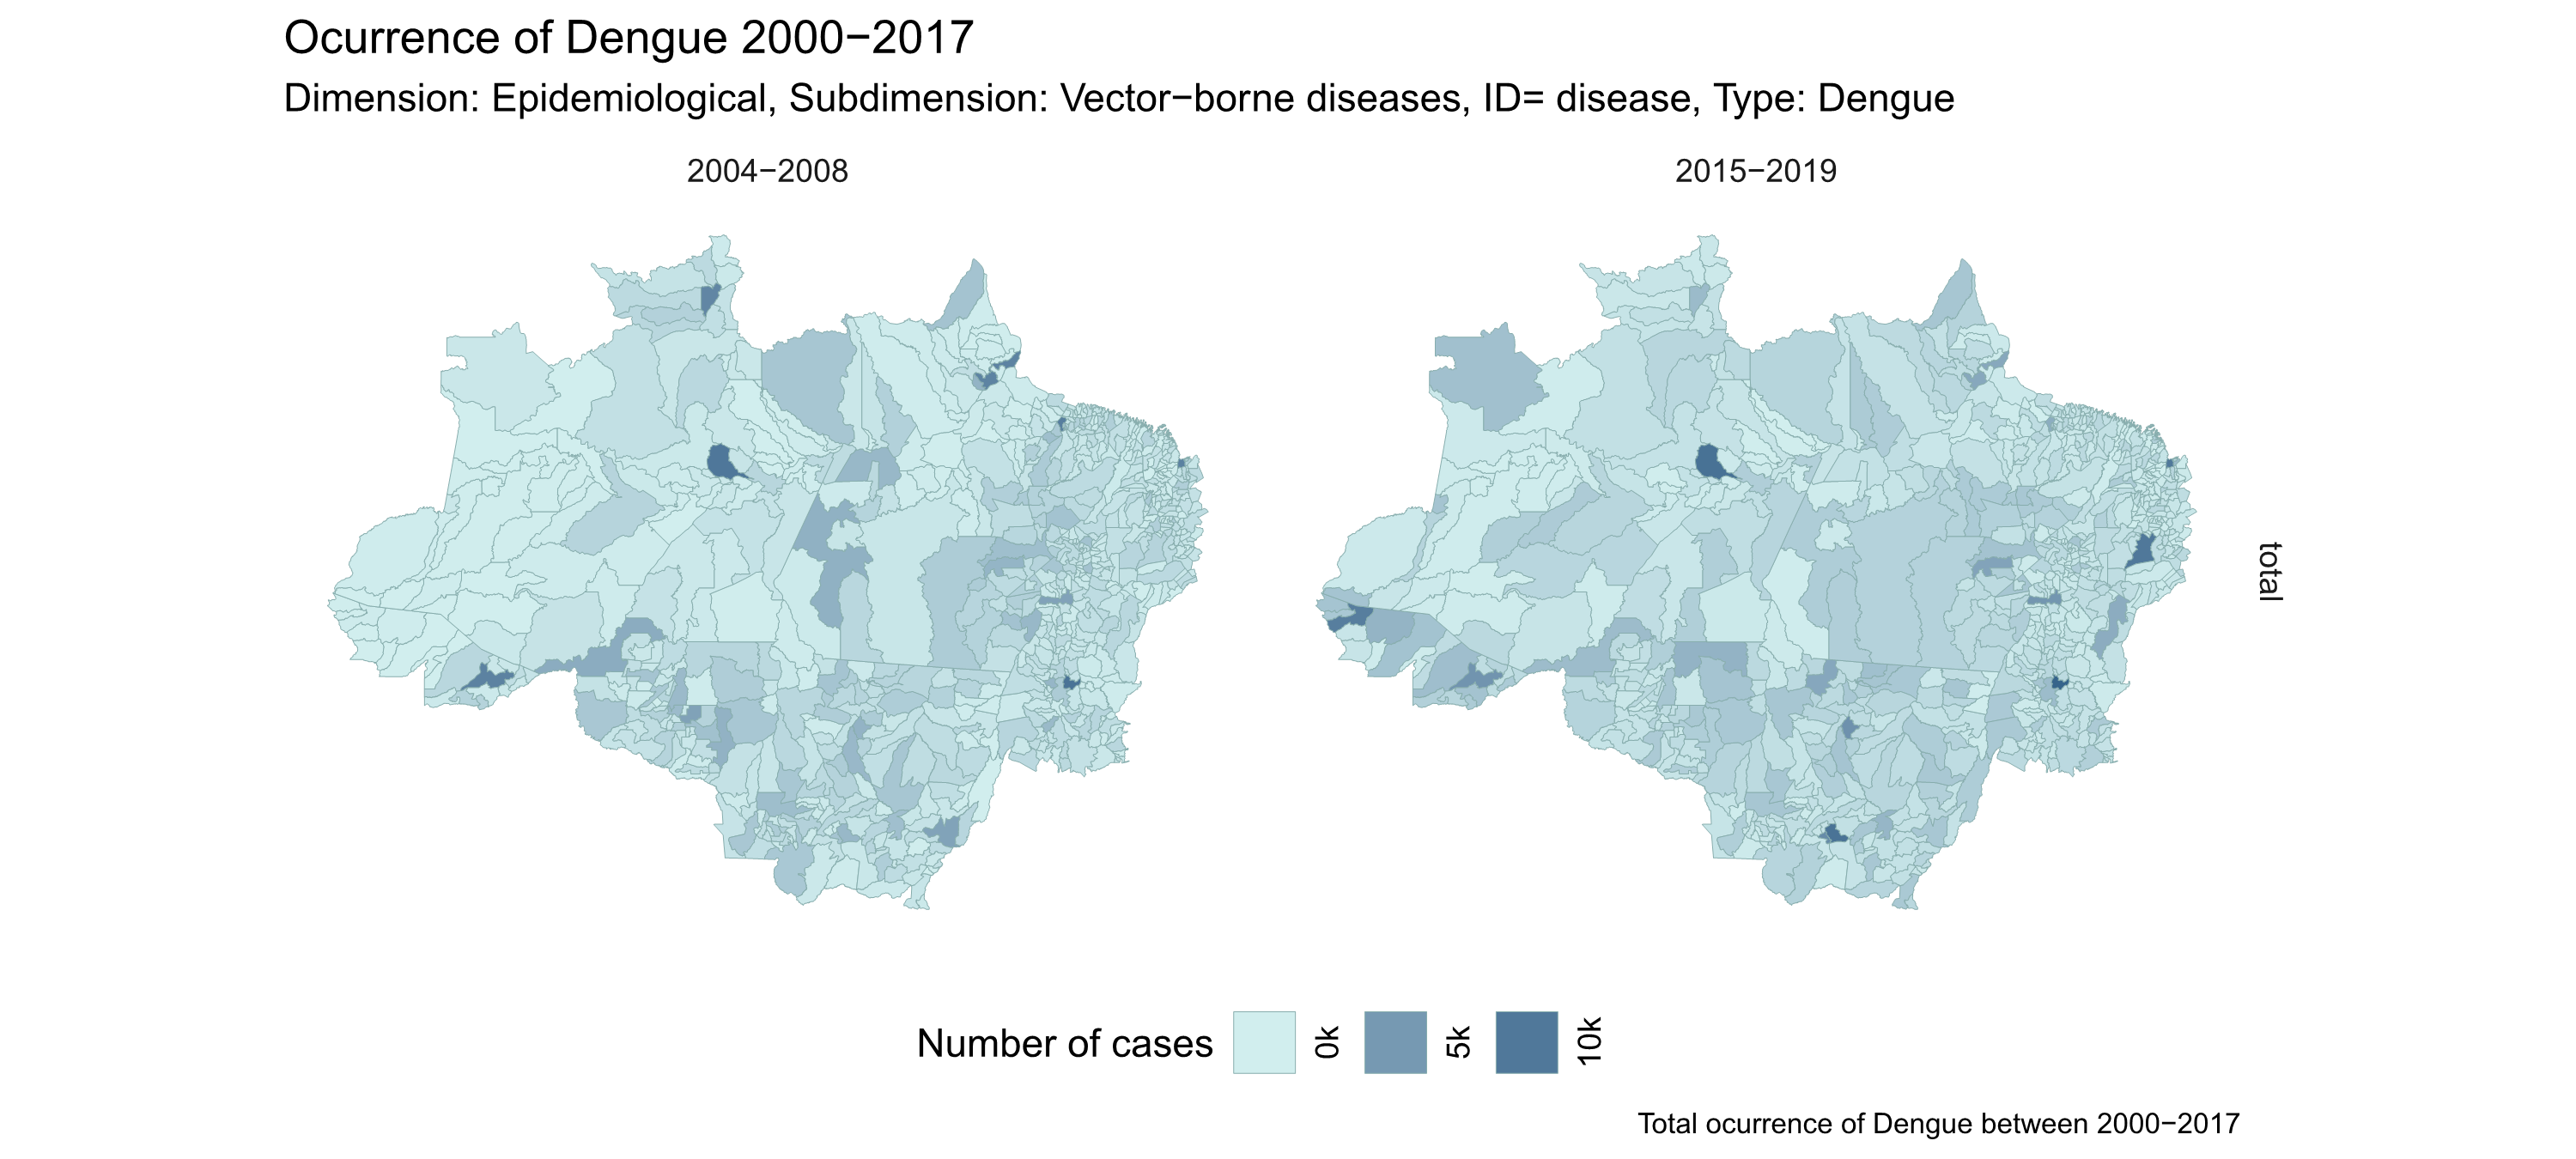 Ocurrence of Dengue 2000−2017
Dimension: Epidemiological, Subdimension: Vector−borne diseases, ID= disease, Type: Dengue
2004−2008
2015−2019
total
Number of cases
0k
5k
10k
Total ocurrence of Dengue between 2000−2017